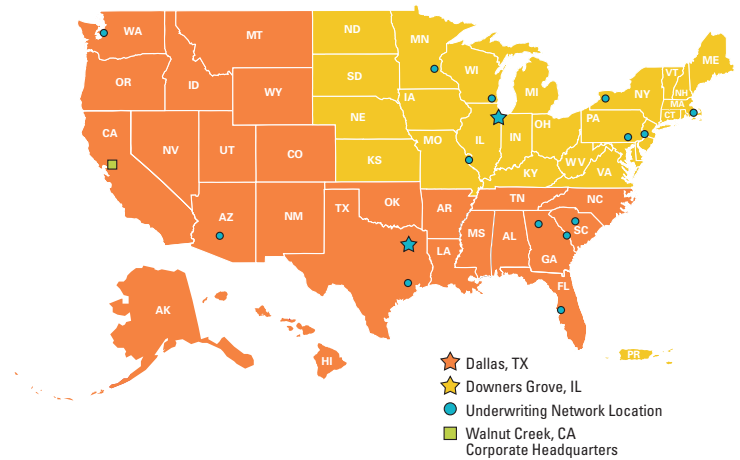 WA
MT
ND
MN
ME
VT
NH
OR
ID
SD
WI
MI
NY
MA
CT
WY
IA
NE
PA
CA
NV
UT
CO
KS
MO
IL
IN
OH
WV
VA
KY
AZ
NM
TX
OK
AR
TN
NC
SC
LA
MS
AL
GA
FL
AK
HI
PR
Dallas, TX
Downers Grove, IL
Underwriting Network Location
Walnut Creek, CA
Corporate Headquarters